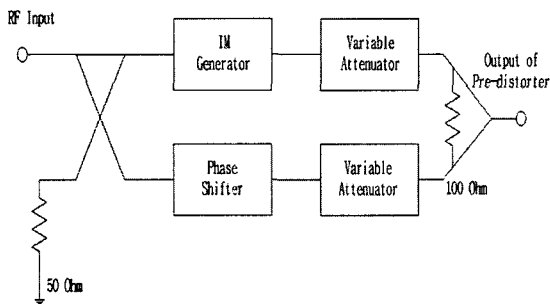 RF Input
IM
Generator
Variable
Attenuator
Output of
Pre-distorter
Phase
Shifter
Variable
Attenuator
100 Ohm
50 Ohm